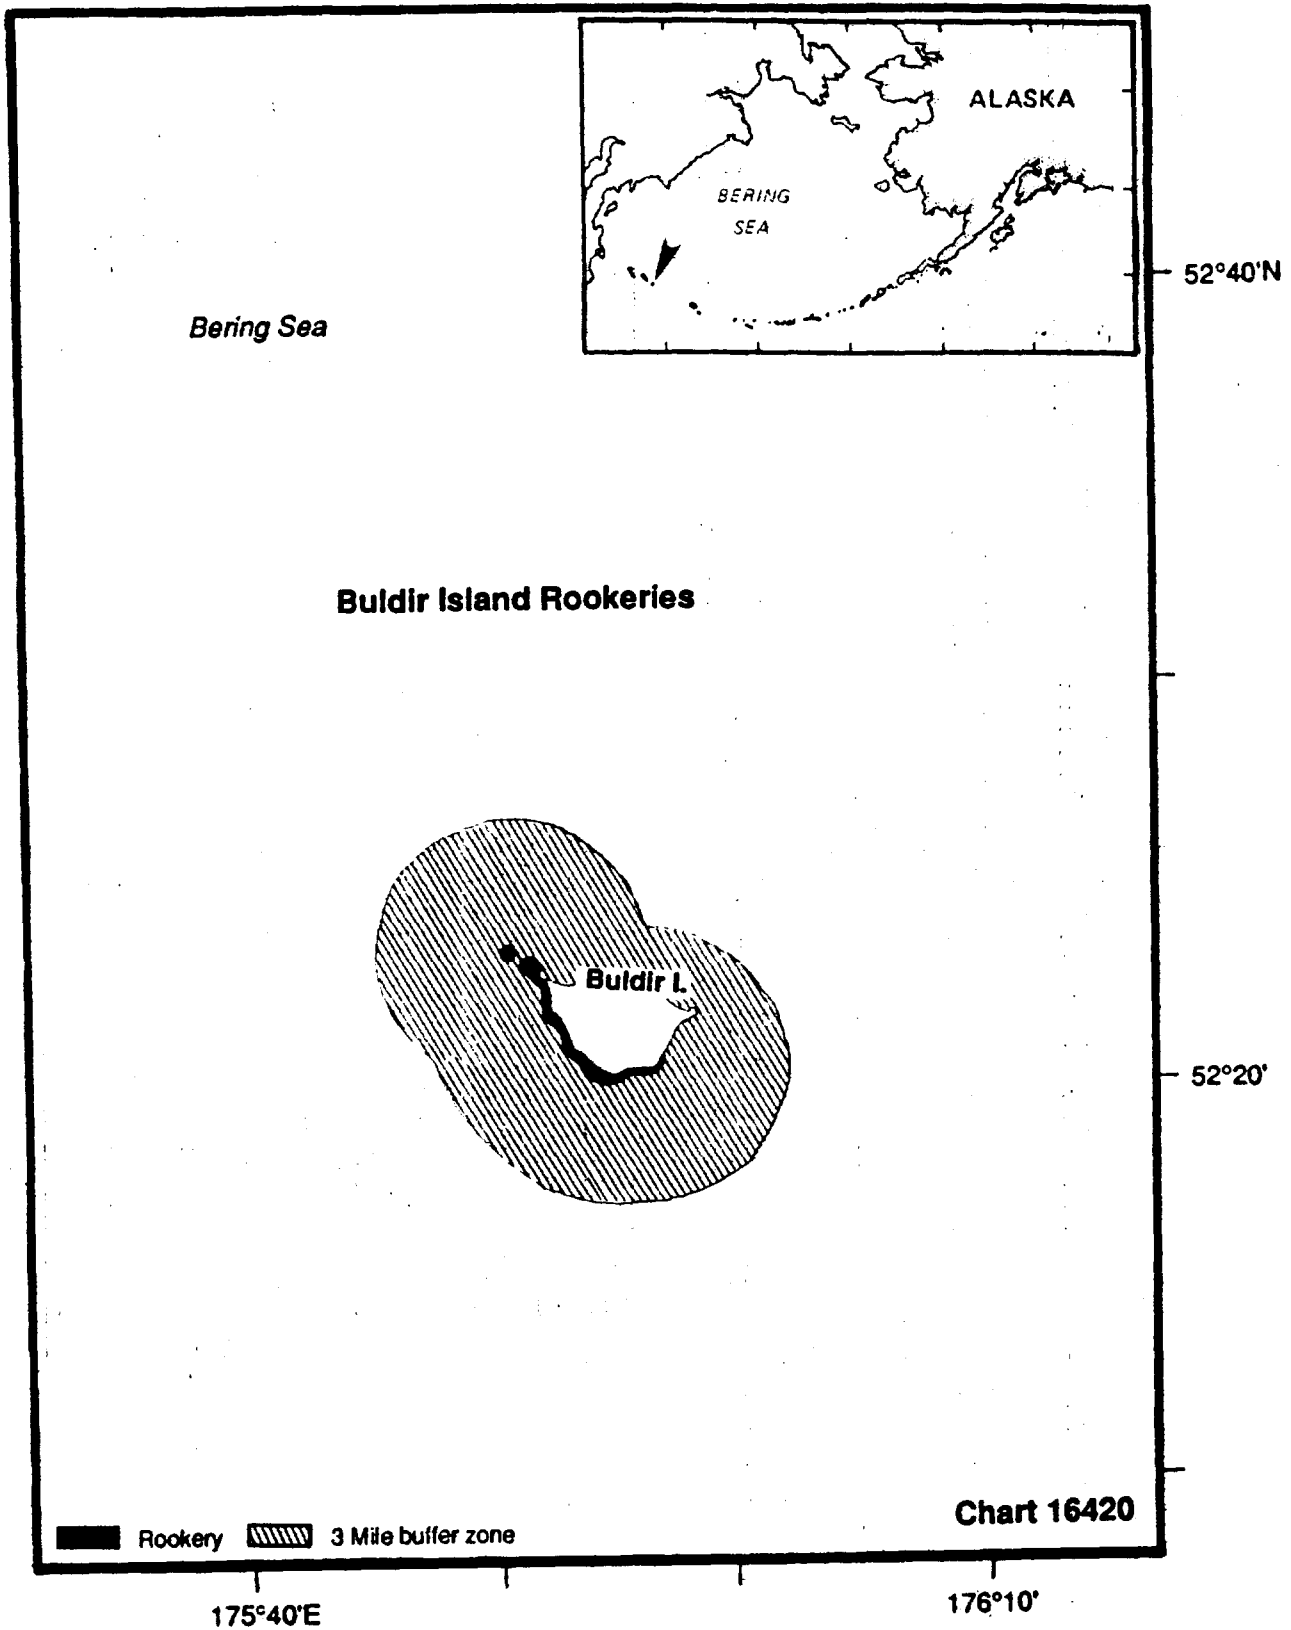 ALASKA
BERING
SEA
52°40'N
Bering Sea
Buldir Island Rookeries
Buldir I.
52°20'
Chart 16420
Rookery
3 Mile buffer zone
175°40'E
176°10'